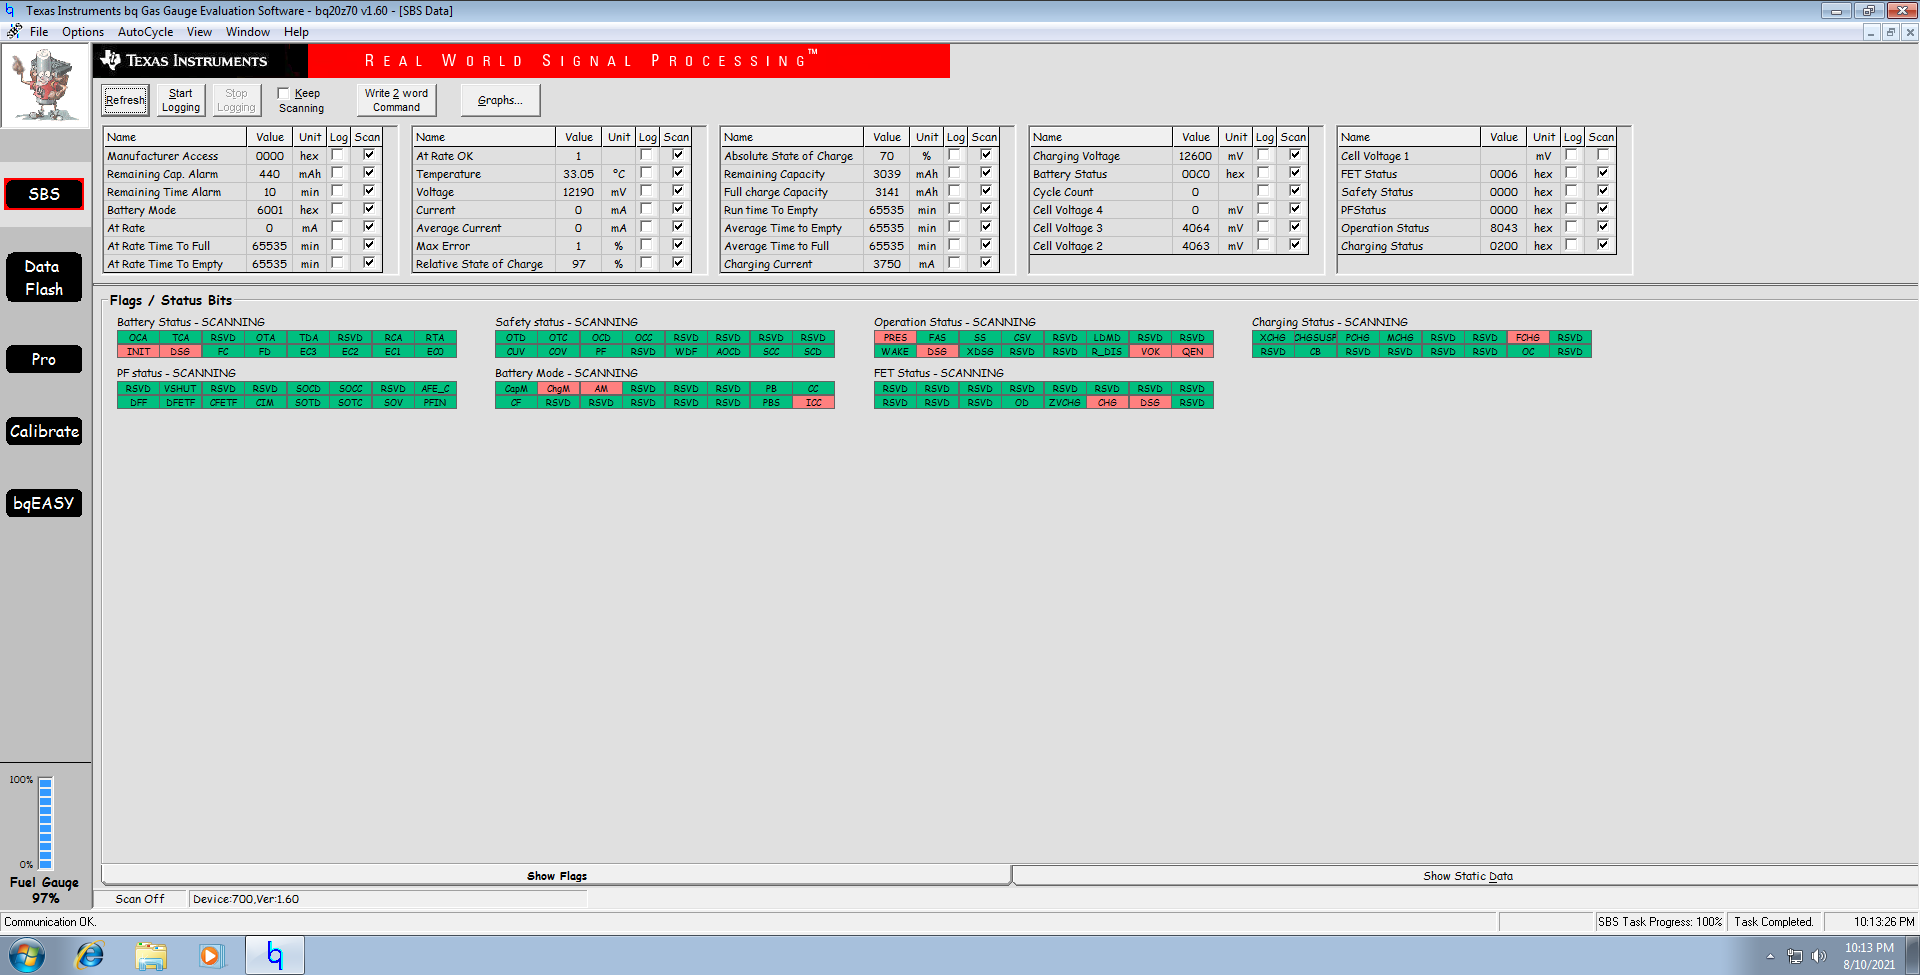 Texas Instruments bq Gas Gauge Evaluation Software - bq20z70 v1.60 - [SBS Data]
File Options AutoCycle View Window Help
TEXAS INSTRUMENTS REAL WORLD SIGNAL PROCESSING™
Refresh Start Logging Stop Logging Keep Scanning Write 2 word Command Graphs...
Name Value Unit Log Scan
Manufacturer Access 0000 hex
Remaining Cap. Alarm 440 mAh
Remaining Time Alarm 10 min
Battery Mode 6001 hex
At Rate 0 mA
At Rate Time To Full 65535 min
At Rate Time To Empty 65535 min
Name Value Unit Log Scan
At Rate OK 1
Temperature 33.05 °C
Voltage 12190 mV
Current 0 mA
Average Current 0 mA
Max Error 1 %
Relative State of Charge 97 %
Name Value Unit Log Scan
Absolute State of Charge 70 %
Remaining Capacity 3039 mAh
Full charge Capacity 3141 mAh
Run time To Empty 65535 min
Average Time to Empty 65535 min
Average Time to Full 65535 min
Charging Current 3750 mA
Name Value Unit Log Scan
Charging Voltage 12600 mV
Battery Status 00C0 hex
Cycle Count 0
Cell Voltage 4 0 mV
Cell Voltage 3 4064 mV
Cell Voltage 2 4063 mV
Name Value Unit Log Scan
Cell Voltage 1 mV
FET Status 0006 hex
Safety Status 0000 hex
PFStatus 0000 hex
Operation Status 8043 hex
Charging Status 0200 hex
SBS
Data Flash
Pro
Calibrate
bqEASY
Flags / Status Bits
Battery Status - SCANNING
OCA TCA RSVD OTA TDA RSVD RCA RTA
INIT DSG FC FD EC3 EC2 EC1 EC0
Safety status - SCANNING
OTD OTC OCD OCC RSVD RSVD RSVD RSVD
CUV COV PF RSVD WDF AOCD SCC SCD
Operation Status - SCANNING
PRES FAS SS CSV RSVD LDMD RSVD RSVD
WAKE DSG XDSG RSVD RSVD R_DIS VOK QEN
Charging Status - SCANNING
XCHG CHGSUSP PCHG MCHG RSVD RSVD FCHG RSVD
RSVD CB RSVD RSVD RSVD RSVD OC RSVD
PF status - SCANNING
RSVD VSHUT RSVD RSVD SOCD SOCC RSVD AFE_C
DFF DFETF CFETF CIM SOTD SOTC SOV PFIN
Battery Mode - SCANNING
CapM ChgM AM RSVD RSVD RSVD PB CC
CF RSVD RSVD RSVD RSVD RSVD PBS ICC
FET Status - SCANNING
RSVD RSVD RSVD RSVD RSVD RSVD RSVD RSVD
RSVD RSVD RSVD OD ZVCHG CHG DSG RSVD
100%
0%
Fuel Gauge
97%
Show Flags Show Static Data
Scan Off Device:700,Ver:1.60
Communication OK. SBS Task Progress: 100% Task Completed. 10:13:26 PM
10:13 PM
8/10/2021